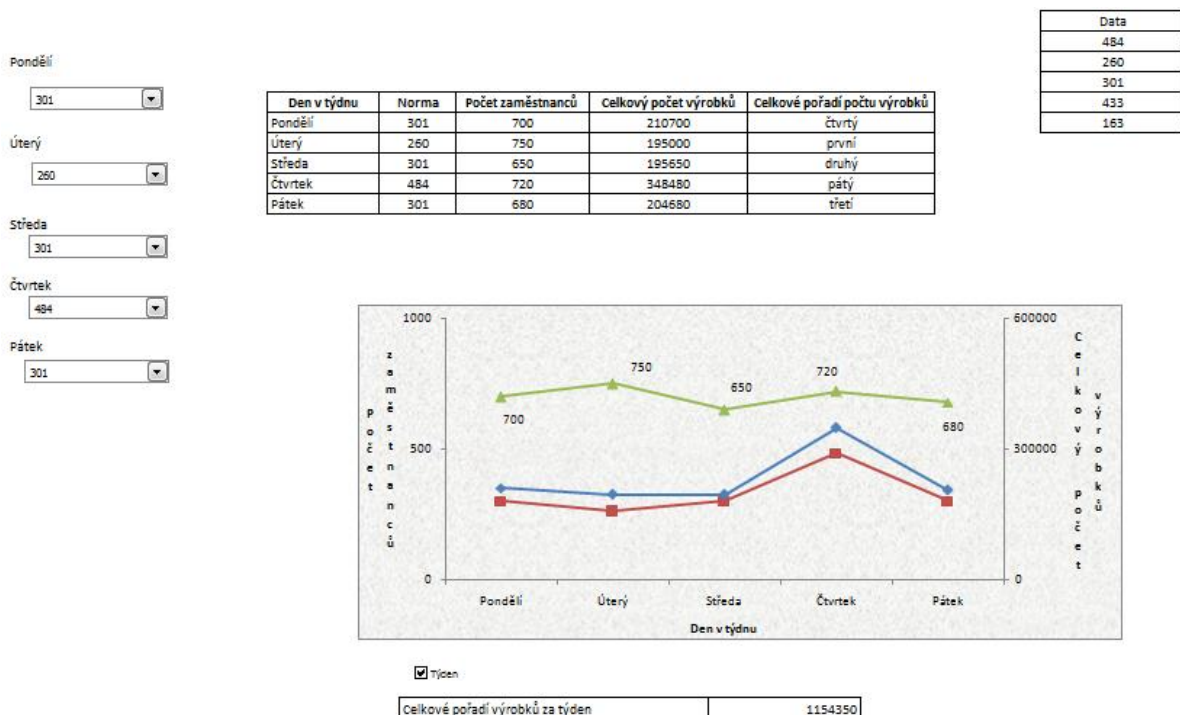 Data
484
260
301
433
163
Pondělí
301
Úterý
260
Středa
301
Čtvrtek
484
Pátek
301
Den v týdnu Norma Počet zaměstnanců Celkový počet výrobků Celkové pořadí počtu výrobků
Pondělí 301 700 210700 čtvrtý
Úterý 260 750 195000 první
Středa 301 650 195650 druhý
Čtvrtek 484 720 348480 pátý
Pátek 301 680 204680 třetí
počet
zaměstnanců
1000
500
0
700
750
650
720
680
600000
300000
0
Celkový počet
výrobků
Pondělí Úterý Středa Čtvrtek Pátek
Den v týdnu
Týden
Celkové pořadí výrobků za týden 1154350